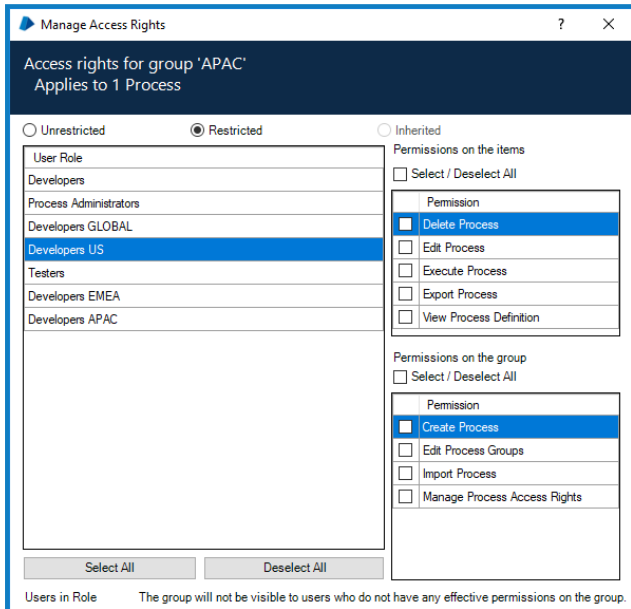 Manage Access Rights ?
Access rights for group 'APAC'
Applies to 1 Process
Unrestricted Restricted Inherited
User Role
Developers
Process Administrators
Developers GLOBAL
Developers US
Testers
Developers EMEA
Developers APAC
Select All Deselect All
Permissions on the items
Select / Deselect All
Permission
Delete Process
Edit Process
Execute Process
Export Process
View Process Definition
Permissions on the group
Select / Deselect All
Permission
Create Process
Edit Process Groups
Import Process
Manage Process Access Rights
Users in Role The group will not be visible to users who do not have any effective permissions on the group.